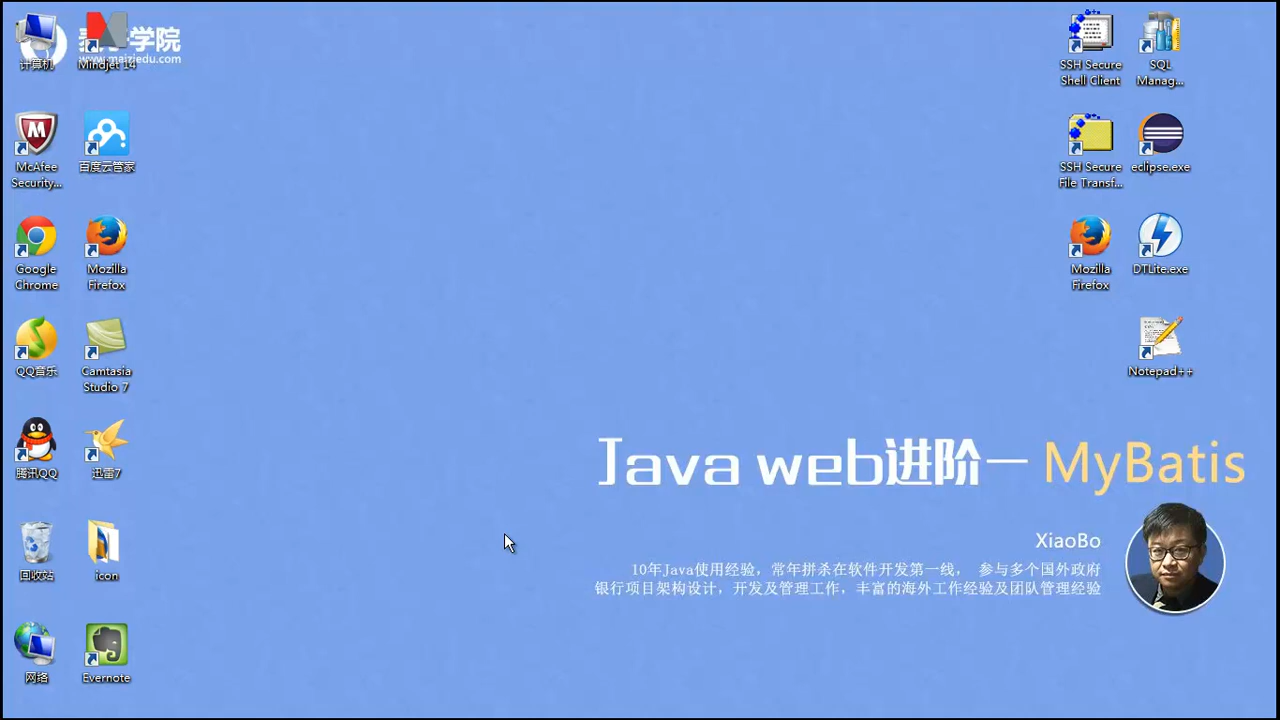 学院
www.maiziedu.com
计算机
Mindjet 14
McAfee
Security...
百度云管家
Google
Chrome
Mozilla
Firefox
QQ音乐
Camtasia
Studio 7
腾讯QQ
迅雷7
回收站
icon
网络
Evernote
SSH Secure
Shell Client
SQL
Manag...
SSH Secure
File Transf...
eclipse.exe
Mozilla
Firefox
DTLite.exe
Notepad++
Java web进阶一 MyBatis
XiaoBo
10年Java使用经验，常年拼杀在软件开发第一线， 参与多个国外政府
银行项目架构设计，开发及管理工作，丰富的海外工作经验及团队管理经验